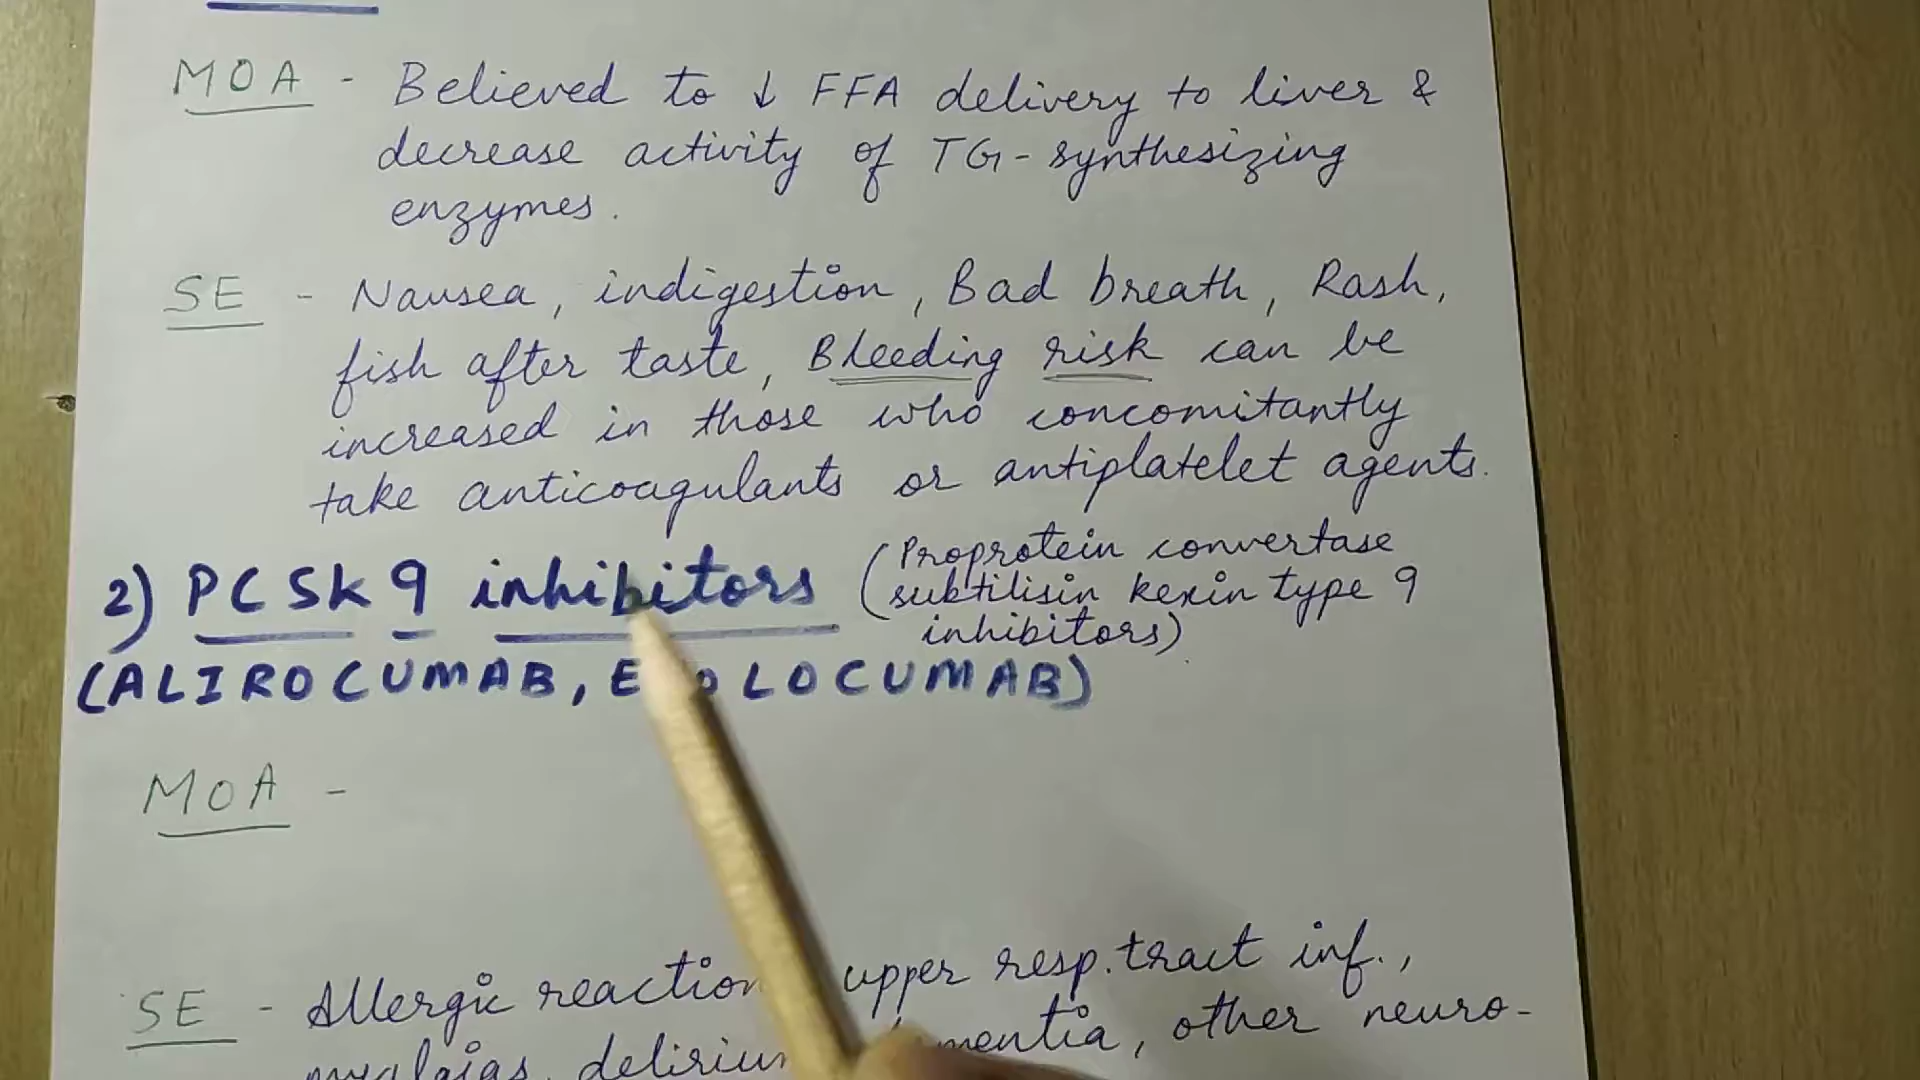 MOA - Believed to ↓ FFA delivery to liver &
decrease activity of TG-synthesizing
enzymes.
SE - Nausea, indigestion, Bad breath, Rash,
fish after taste, Bleeding risk can be
increased in those who concomitantly
take anticoagulants or antiplatelet agents.
2) PCSK 9 inhibitors (Proprotein convertase
subtilisin kexin type 9
inhibitors)
(ALIROCUMAB, E LOCUMAB)
MOA -
SE - Allergic reaction upper resp. tract inf.,
myalgias, other neuro-